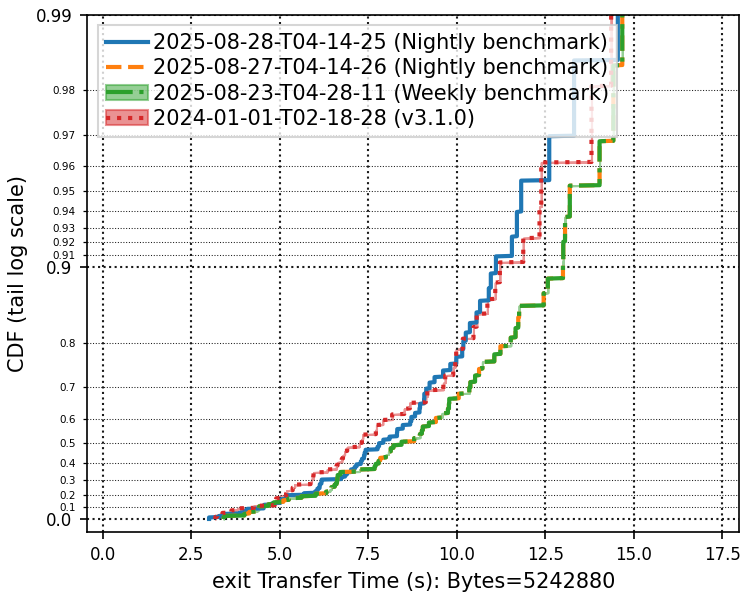 0.99
2025-08-28-T04-14-25 (Nightly benchmark)
2025-08-27-T04-14-26 (Nightly benchmark)
2025-08-23-T04-28-11 (Weekly benchmark)
2024-01-01-T02-18-28 (v3.1.0)
0.98
0.97
0.96
0.95
0.94
0.93
0.92
0.91
0.9
0.8
0.7
0.6
0.5
0.4
0.3
0.2
0.1
0.0
CDF (tail log scale)
0.0 2.5 5.0 7.5 10.0 12.5 15.0 17.5
exit Transfer Time (s): Bytes=5242880